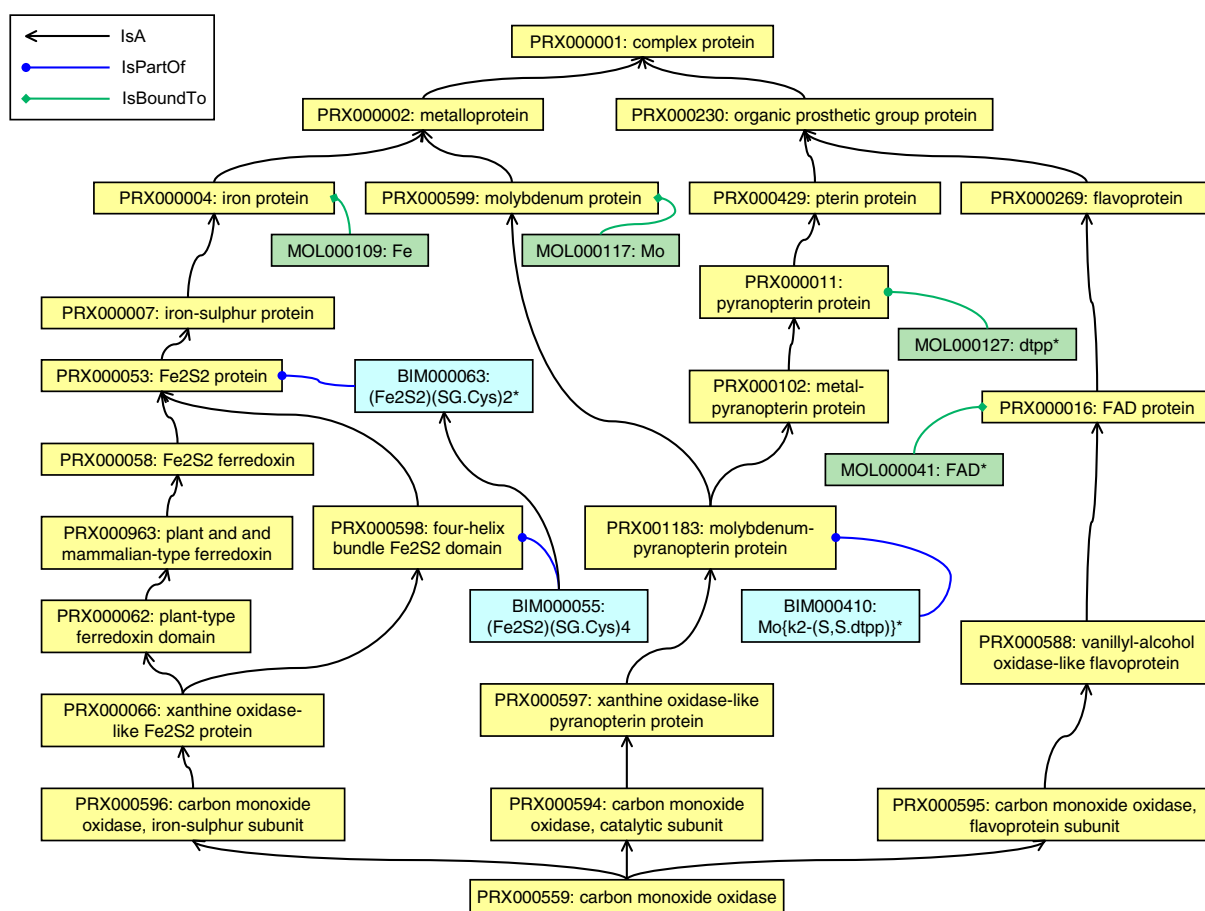 IsA
IsPartOf
IsBoundTo
PRX000001: complex protein
PRX000002: metalloprotein
PRX000230: organic prosthetic group protein
PRX000004: iron protein
PRX000599: molybdenum protein
PRX000429: pterin protein
PRX000269: flavoprotein
MOL000109: Fe
MOL000117: Mo
PRX000011:
pyranopterin protein
PRX000007: iron-sulphur protein
MOL000127: dtpp*
PRX000053: Fe2S2 protein
BIM000063:
(Fe2S2)(SG.Cys)2*
PRX000102: metal-
pyranopterin protein
PRX000016: FAD protein
PRX000058: Fe2S2 ferredoxin
MOL000041: FAD*
PRX000963: plant and and
mammalian-type ferredoxin
PRX000598: four-helix
bundle Fe2S2 domain
PRX001183: molybdenum-
pyranopterin protein
PRX000062: plant-type
ferredoxin domain
BIM000055:
(Fe2S2)(SG.Cys)4
BIM000410:
Mo{k2-(S,S.dtpp)}*
PRX000588: vanillyl-alcohol
oxidase-like flavoprotein
PRX000066: xanthine oxidase-
like Fe2S2 protein
PRX000597: xanthine oxidase-like
pyranopterin protein
PRX000596: carbon monoxide
oxidase, iron-sulphur subunit
PRX000594: carbon monoxide
oxidase, catalytic subunit
PRX000595: carbon monoxide oxidase,
flavoprotein subunit
PRX000559: carbon monoxide oxidase